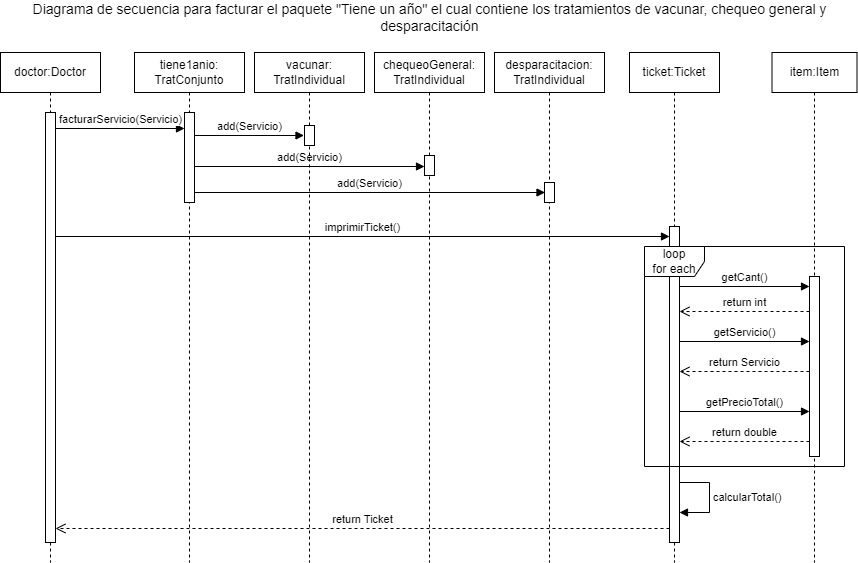 Diagrama de secuencia para facturar el paquete "Tiene un año" el cual contiene los tratamientos de vacunar, chequeo general y
desparacitación
doctor:Doctor
tiene1anio:
TratConjunto
vacunar:
TratIndividual
chequeoGeneral:
TratIndividual
desparacitacion:
TratIndividual
ticket:Ticket
item:Item
facturarServicio(Servicio)
add(Servicio)
add(Servicio)
add(Servicio)
imprimirTicket()
loop
for each
getCant()
return int
getServicio()
return Servicio
getPrecioTotal()
return double
calcularTotal()
return Ticket